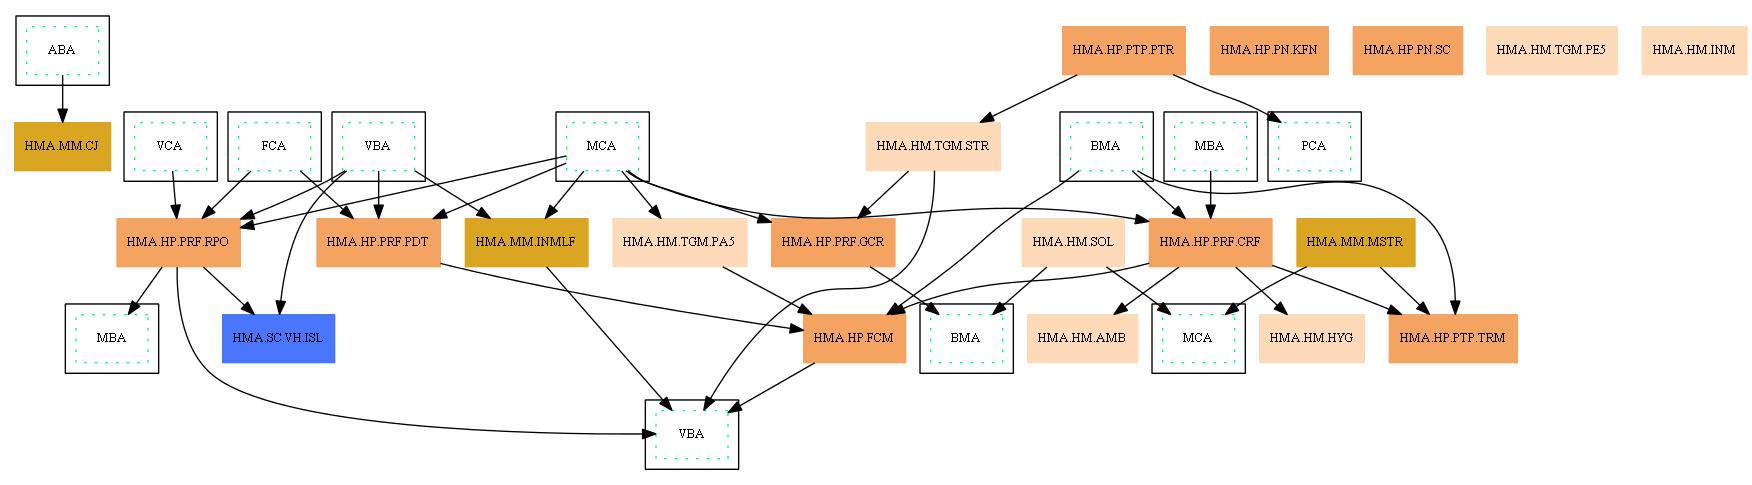 ABA
HMA.HP.PTP.PTR
HMA.HP.PN.KFN
HMA.HP.PN.SC
HMA.HM.TGM.PE5
HMA.HM.INM
HMA.MM.CJ
VCA
FCA
VBA
MCA
HMA.HM.TGM.STR
BMA
MBA
PCA
HMA.HP.PRF.RPO
HMA.HP.PRF.PDT
HMA.MM.INMLF
HMA.HM.TGM.PA5
HMA.HP.PRF.GCR
HMA.HM.SOL
HMA.HP.PRF.CRF
HMA.MM.MSTR
MBA
HMA.SC.VH.ISL
HMA.HP.FCM
BMA
HMA.HM.AMB
MCA
HMA.HM.HYG
HMA.HP.PTP.TRM
VBA